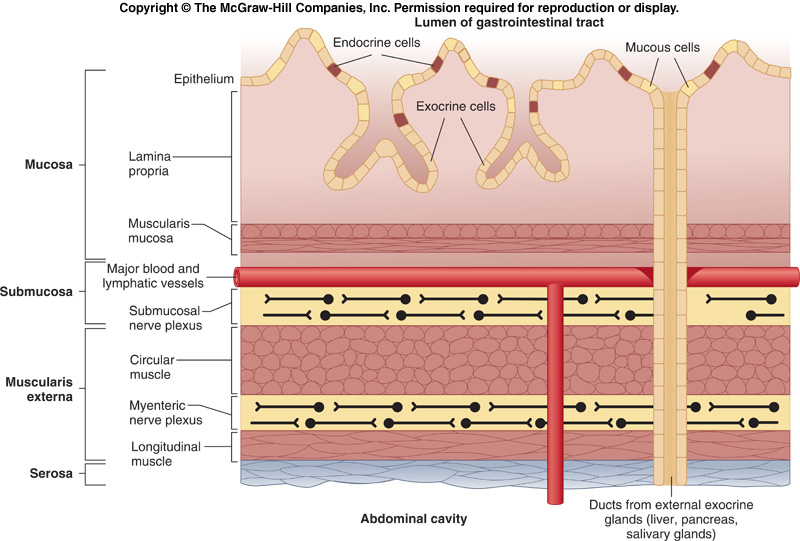 Copyright © The McGraw-Hill Companies, Inc. Permission required for reproduction or display.
Lumen of gastrointestinal tract
Endocrine cells
Mucous cells
Epithelium
Exocrine cells
Mucosa
Lamina
propria
Muscularis
mucosa
Submucosa
Major blood and
lymphatic vessels
Submucosal
nerve plexus
Muscularis
externa
Circular
muscle
Myenteric
nerve plexus
Longitudinal
muscle
Serosa
Abdominal cavity
Ducts from external exocrine
glands (liver, pancreas,
salivary glands)